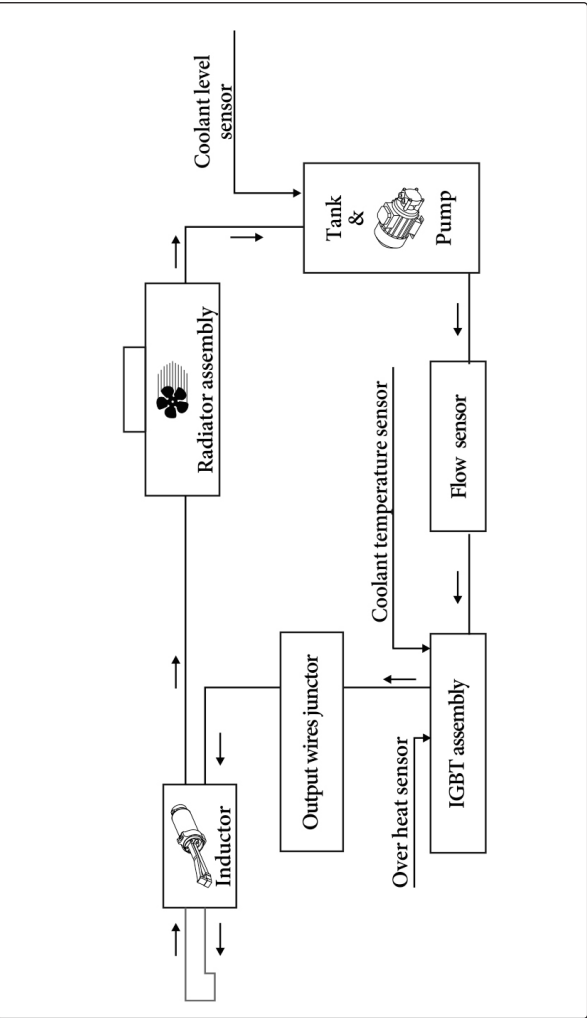 Inductor
Radiator assembly
Coolant level
sensor
Output wires junctor
Tank
&
Pump
Over heat sensor
Coolant temperature sensor
IGBT assembly
Flow sensor